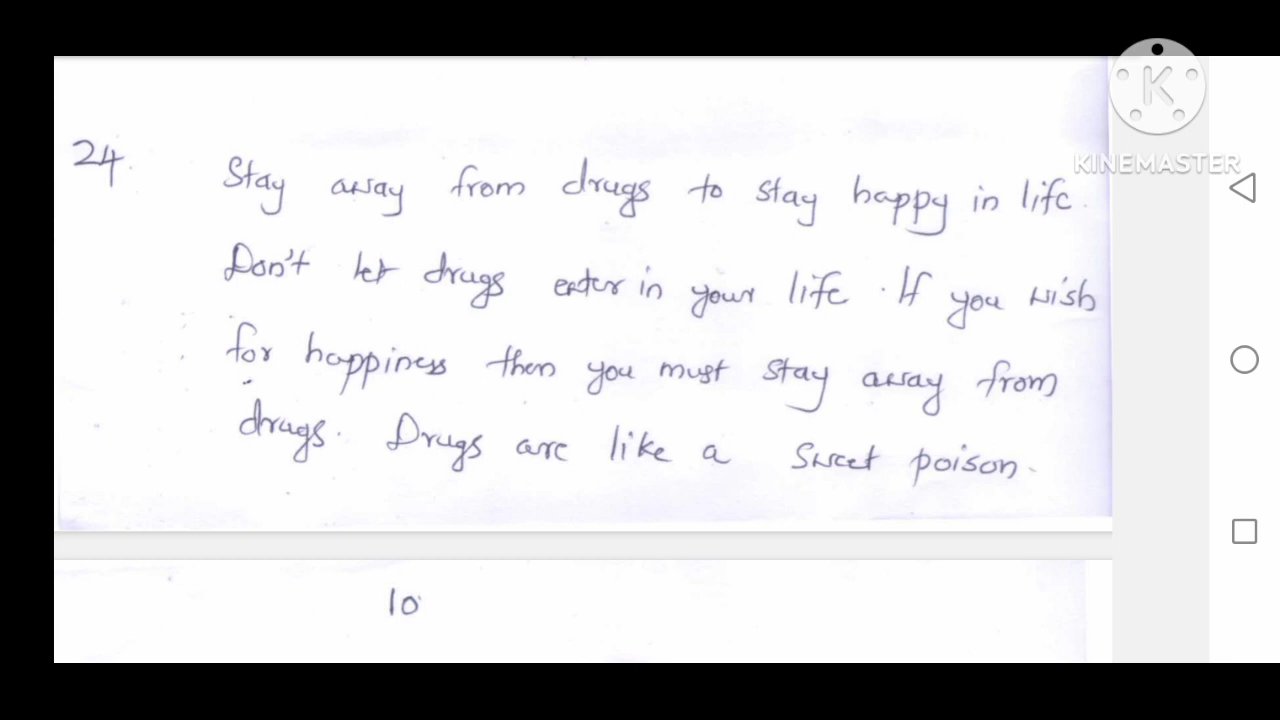 KINEMASTER
24. Stay away from drugs to stay happy in life.
Don't let drugs enter in your life. If you wish
for happiness then you must stay away from
drugs. Drugs are like a sweet poison.
10